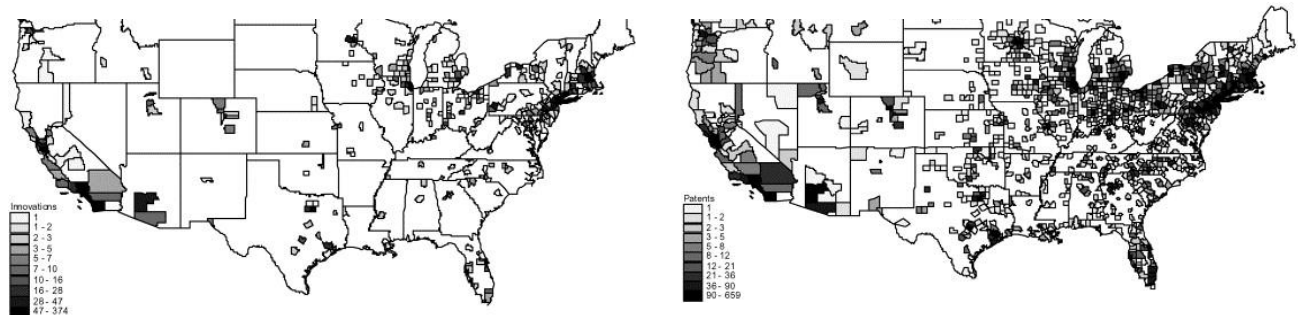 Innovations
1
1 - 2
2 - 3
3 - 5
5 - 7
7 - 10
10 - 16
16 - 28
28 - 47
47 - 374
Patents
1
1 - 2
2 - 3
3 - 5
5 - 8
8 - 12
12 - 21
21 - 36
36 - 90
90 - 659